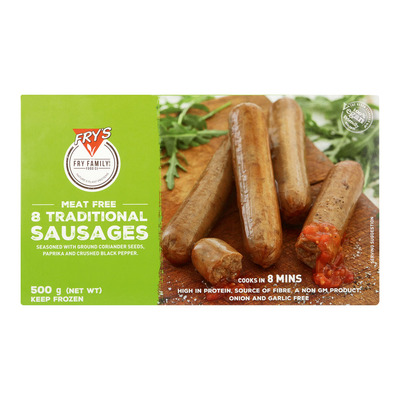 FRY'S
FRY FAMILY
FOOD CO
MEAT FREE
8 TRADITIONAL
SAUSAGES
SEASONED WITH GROUND CORIANDER SEEDS,
PAPRIKA AND CRUSHED BLACK PEPPER.
500 g (NET WT)
KEEP FROZEN
COOKS IN 8 MINS
HIGH IN PROTEIN, SOURCE OF FIBRE, A NON GM PRODUCT,
ONION AND GARLIC FREE
SERVING SUGGESTION